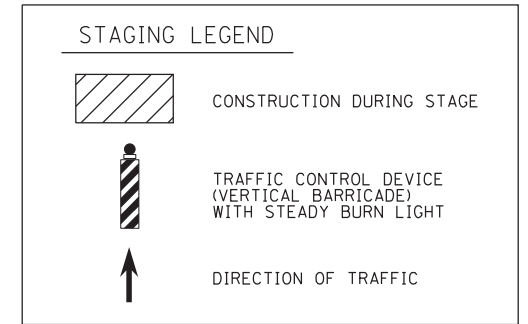 STAGING LEGEND
CONSTRUCTION DURING STAGE
TRAFFIC CONTROL DEVICE
(VERTICAL BARRICADE)
WITH STEADY BURN LIGHT
DIRECTION OF TRAFFIC